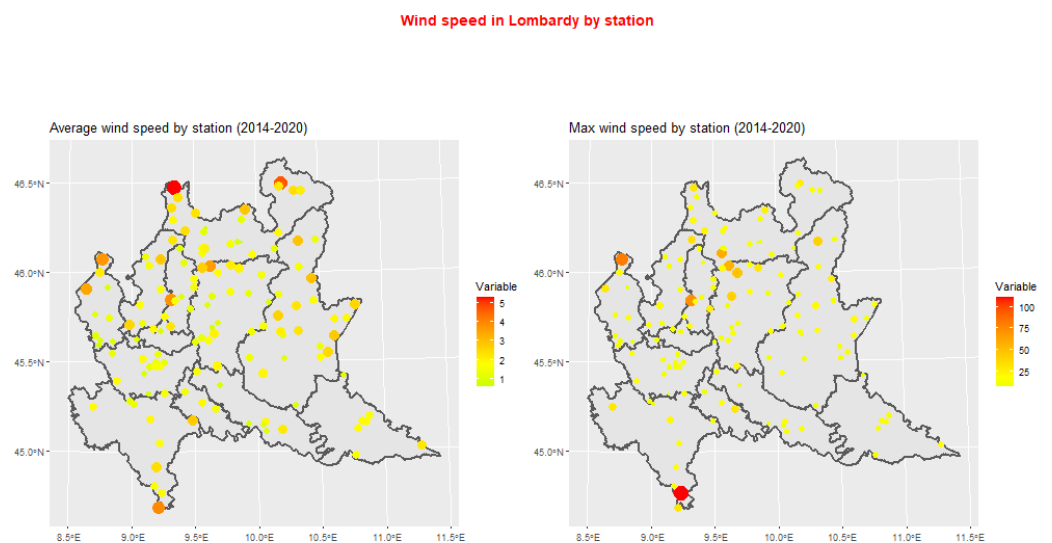 Wind speed in Lombardy by station
Average wind speed by station (2014-2020)
46.5°N
46.0°N
45.5°N
45.0°N
8.5°E 9.0°E 9.5°E 10.0°E 10.5°E 11.0°E 11.5°E
Variable
5
4
3
2
1
Max wind speed by station (2014-2020)
46.5°N
46.0°N
45.5°N
45.0°N
8.5°E 9.0°E 9.5°E 10.0°E 10.5°E 11.0°E 11.5°E
Variable
100
75
50
25